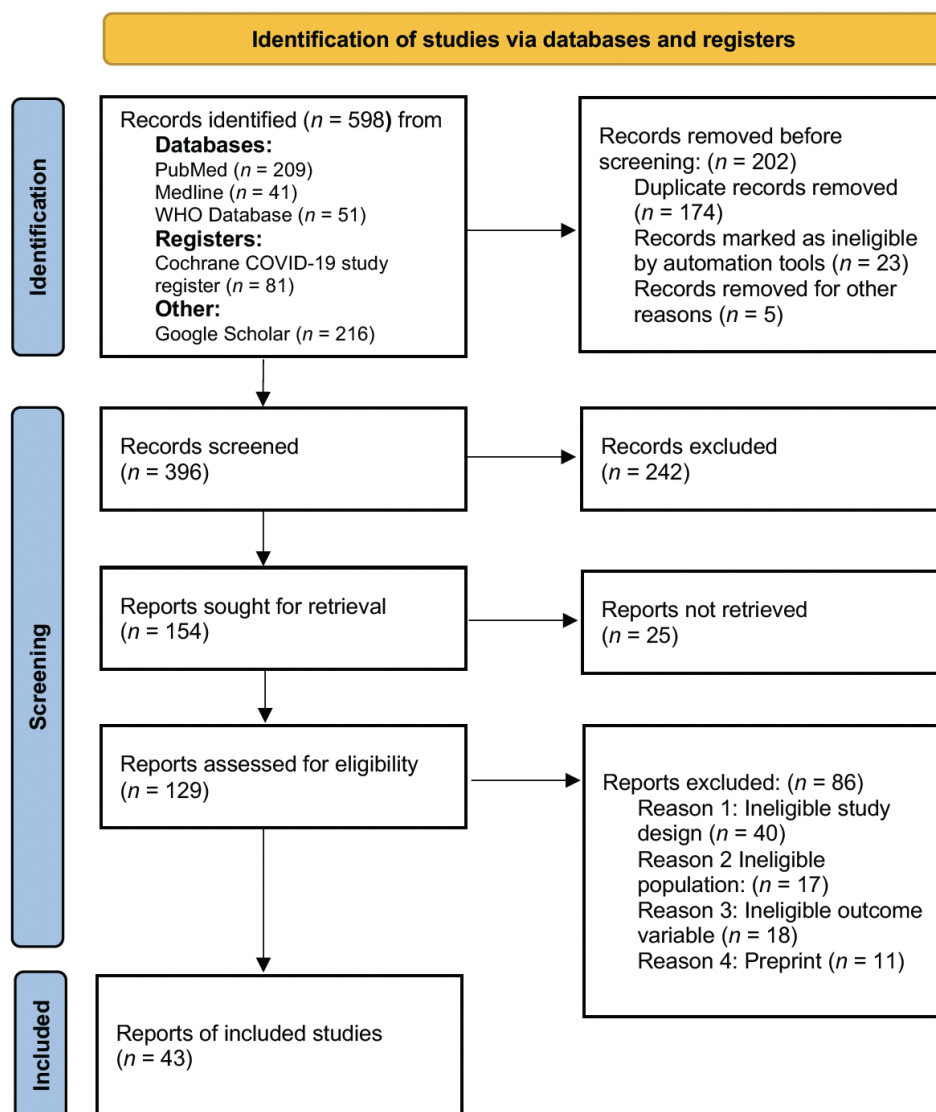 Identification of studies via databases and registers
Identification
Records identified (n = 598) from
Databases:
PubMed (n = 209)
Medline (n = 41)
WHO Database (n = 51)
Registers:
Cochrane COVID-19 study
register (n = 81)
Other:
Google Scholar (n = 216)
Records removed before
screening: (n = 202)
Duplicate records removed
(n = 174)
Records marked as ineligible
by automation tools (n = 23)
Records removed for other
reasons (n = 5)
Screening
Records screened
(n = 396)
Records excluded
(n = 242)
Reports sought for retrieval
(n = 154)
Reports not retrieved
(n = 25)
Reports assessed for eligibility
(n = 129)
Reports excluded: (n = 86)
Reason 1: Ineligible study
design (n = 40)
Reason 2 Ineligible
population: (n = 17)
Reason 3: Ineligible outcome
variable (n = 18)
Reason 4: Preprint (n = 11)
Included
Reports of included studies
(n = 43)